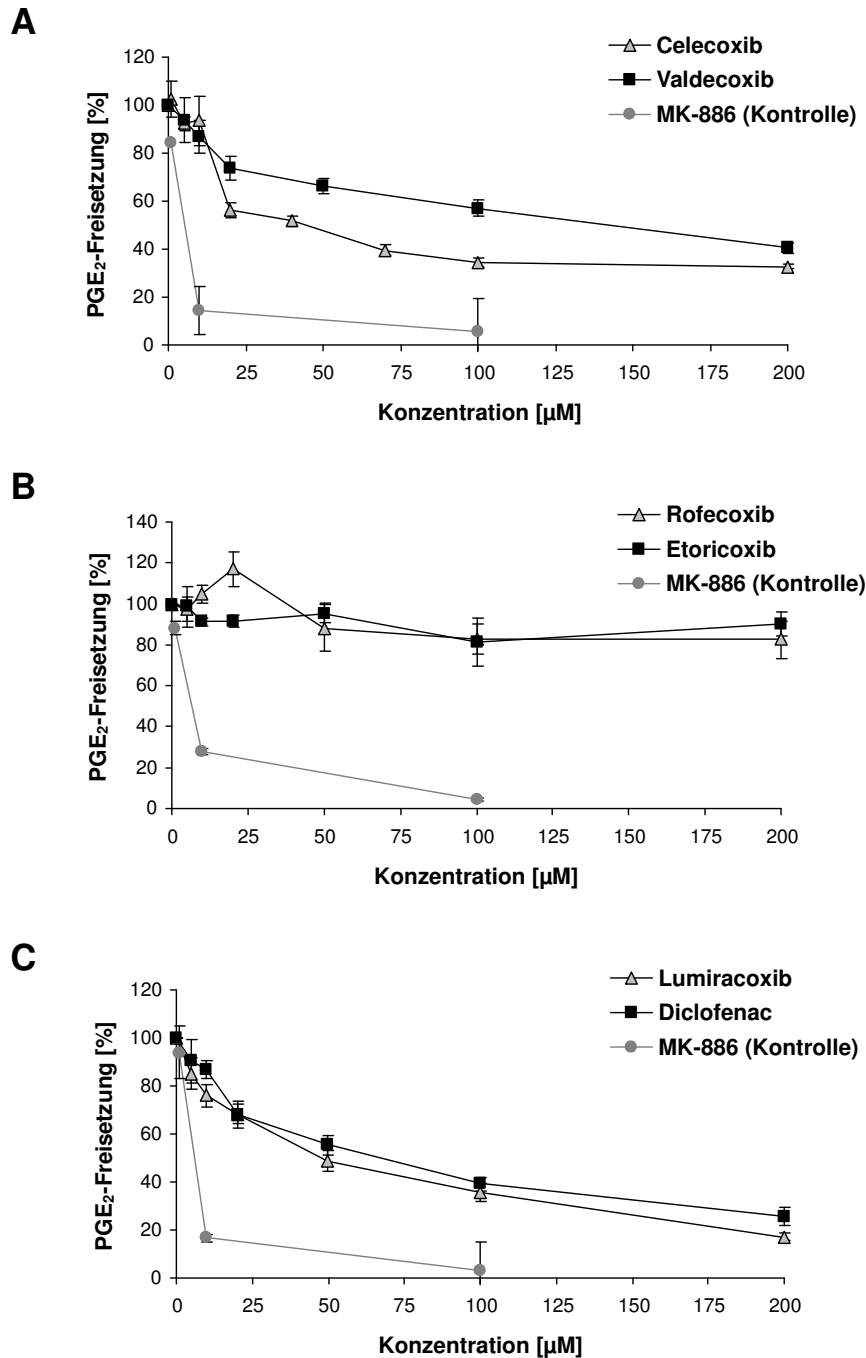 A
Celecoxib
Valdecoxib
MK-886 (Kontrolle)
PGE₂-Freisetzung [%]
120
100
80
60
40
20
0
0 25 50 75 100 125 150 175 200
Konzentration [µM]
B
Rofecoxib
Etoricoxib
MK-886 (Kontrolle)
PGE₂-Freisetzung [%]
140
120
100
80
60
40
20
0
0 25 50 75 100 125 150 175 200
Konzentration [µM]
C
Lumiracoxib
Diclofenac
MK-886 (Kontrolle)
PGE₂-Freisetzung [%]
120
100
80
60
40
20
0
0 25 50 75 100 125 150 175 200
Konzentration [µM]